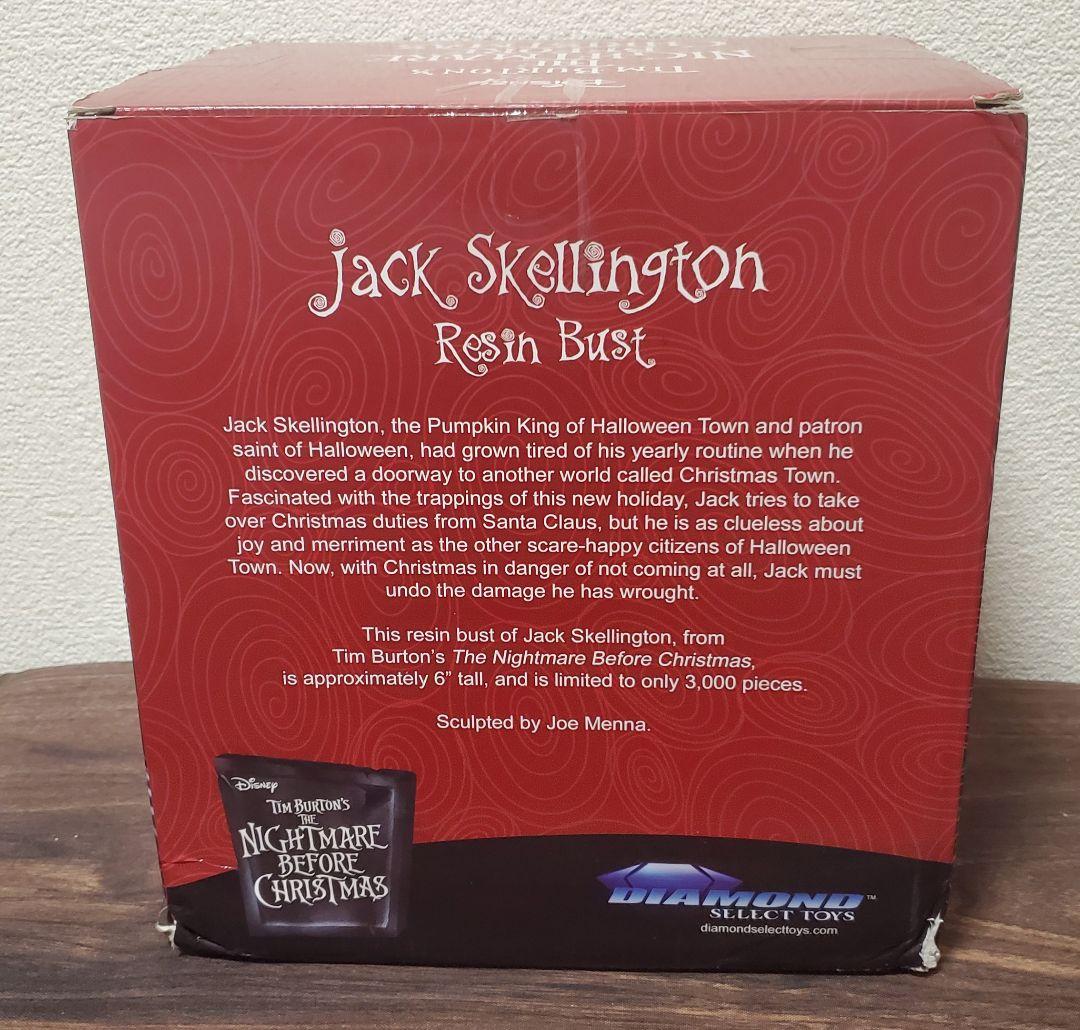 Disney
TIM BURTON'S
THE
NIGHTMARE
Jack Skellington
Resin Bust
Jack Skellington, the Pumpkin King of Halloween Town and patron
saint of Halloween, had grown tired of his yearly routine when he
discovered a doorway to another world called Christmas Town.
Fascinated with the trappings of this new holiday, Jack tries to take
over Christmas duties from Santa Claus, but he is as clueless about
joy and merriment as the other scare-happy citizens of Halloween
Town. Now, with Christmas in danger of not coming at all, Jack must
undo the damage he has wrought.
This resin bust of Jack Skellington, from
Tim Burton's The Nightmare Before Christmas,
is approximately 6” tall, and is limited to only 3,000 pieces.
Sculpted by Joe Menna.
Disney
TIM BURTON'S
THE
NIGHTMARE
BEFORE
CHRISTMAS
DIAMOND™
SELECT TOYS
diamondselecttoys.com